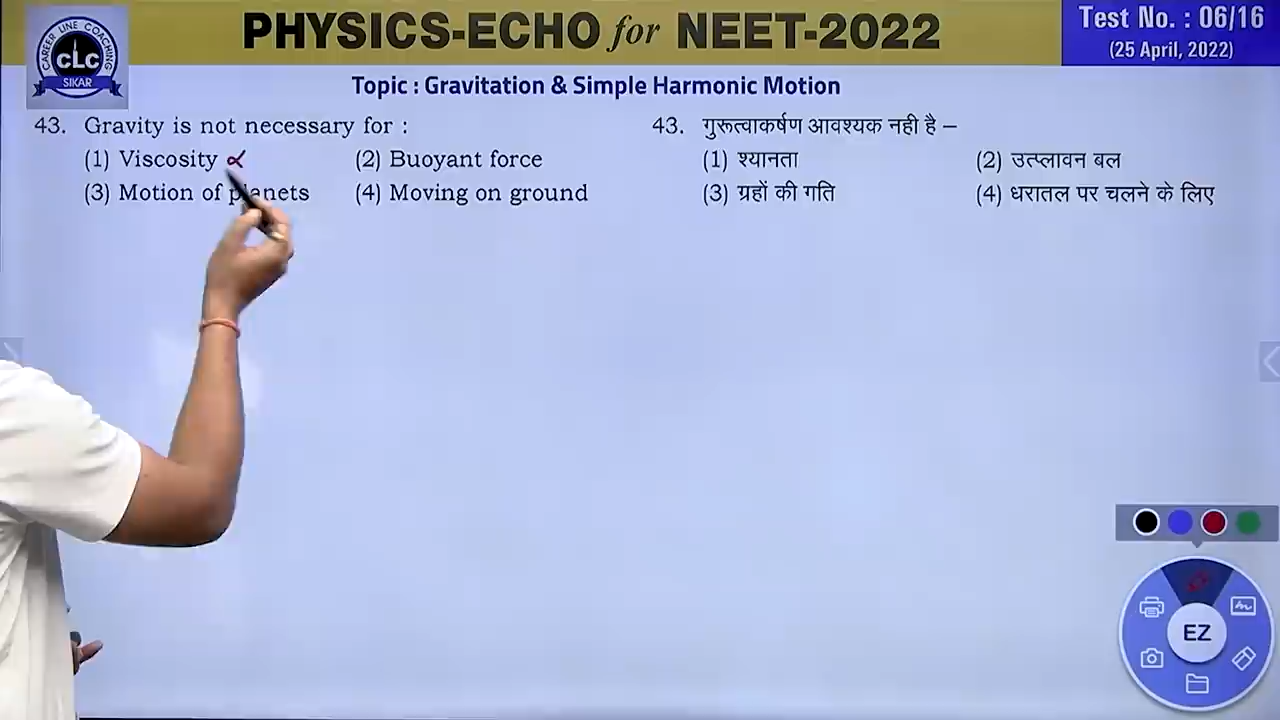 PHYSICS-ECHO for NEET-2022
Test No. : 06/16
(25 April, 2022)
CAREER LINE COACHING
CLC
SIKAR
Topic : Gravitation & Simple Harmonic Motion
43. Gravity is not necessary for :
(1) Viscosity ∝ (2) Buoyant force
(3) Motion of planets (4) Moving on ground
43. गुरूत्वाकर्षण आवश्यक नही है –
(1) श्यानता (2) उत्प्लावन बल
(3) ग्रहों की गति (4) धरातल पर चलने के लिए
EZ